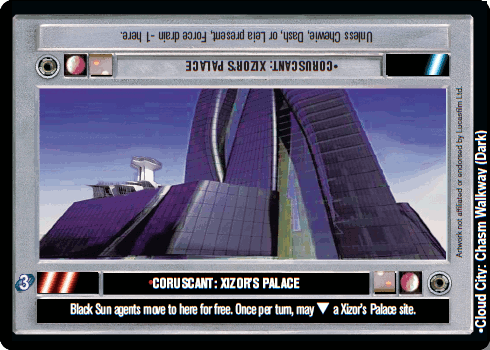 Unless Chewie, Dash, or Leia present, Force drain -1 here.
•CORUSCANT: XIZOR'S PALACE
Artwork not affiliated or endorsed by Lucasfilm Ltd.
•Cloud City: Chasm Walkway (Dark)
3
•CORUSCANT: XIZOR'S PALACE
Black Sun agents move to here for free. Once per turn, may ▼ a Xizor's Palace site.